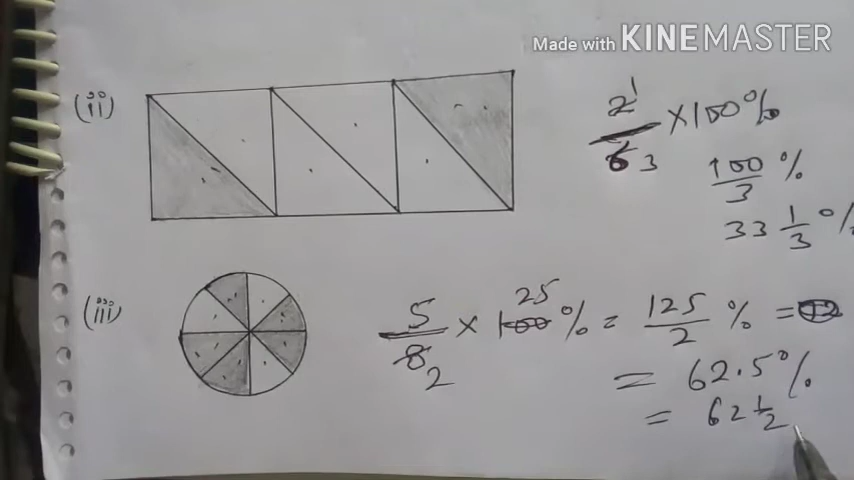 Made with KINEMASTER
(ii)
2 1 / 6 3 × 100%
100/3 %
33 1/3 %
(iii)
5/8 2 × 100 25 % = 125/2 % =
= 62.5%
= 62 1/2